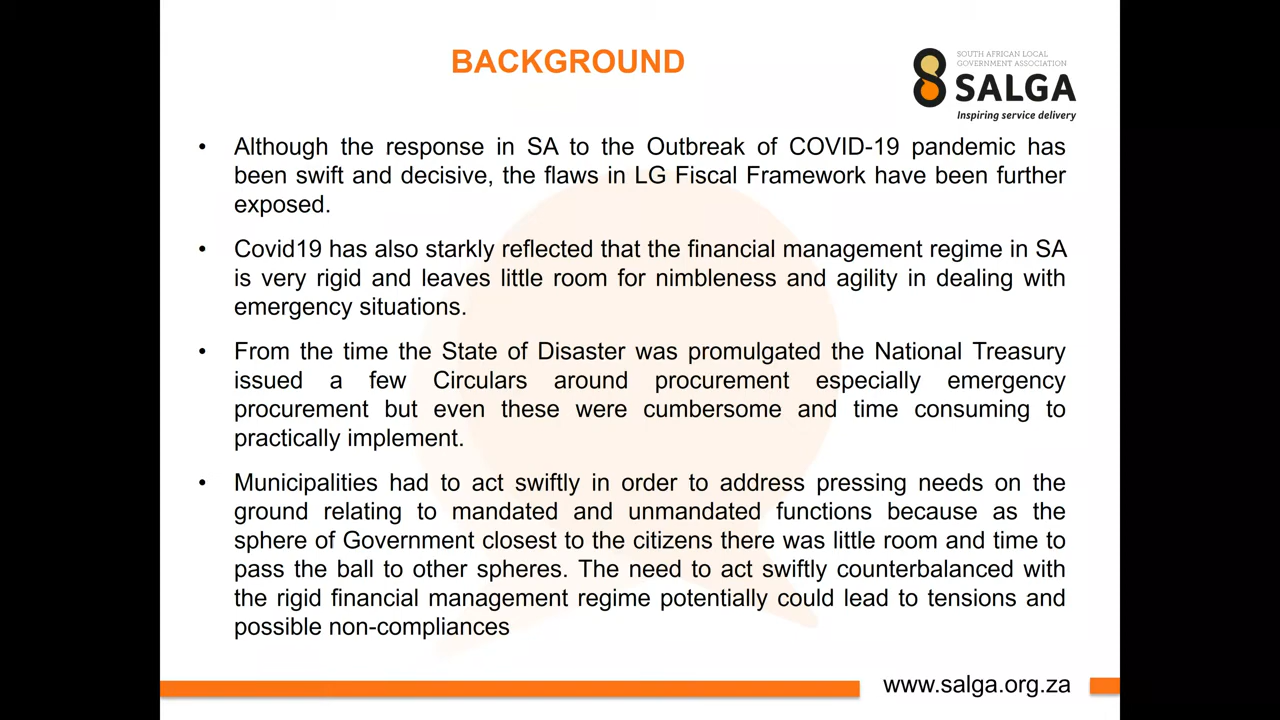 BACKGROUND
SOUTH AFRICAN LOCAL
GOVERNMENT ASSOCIATION
SALGA
Inspiring service delivery
• Although the response in SA to the Outbreak of COVID-19 pandemic has
been swift and decisive, the flaws in LG Fiscal Framework have been further
exposed.
• Covid19 has also starkly reflected that the financial management regime in SA
is very rigid and leaves little room for nimbleness and agility in dealing with
emergency situations.
• From the time the State of Disaster was promulgated the National Treasury
issued a few Circulars around procurement especially emergency
procurement but even these were cumbersome and time consuming to
practically implement.
• Municipalities had to act swiftly in order to address pressing needs on the
ground relating to mandated and unmandated functions because as the
sphere of Government closest to the citizens there was little room and time to
pass the ball to other spheres. The need to act swiftly counterbalanced with
the rigid financial management regime potentially could lead to tensions and
possible non-compliances
www.salga.org.za